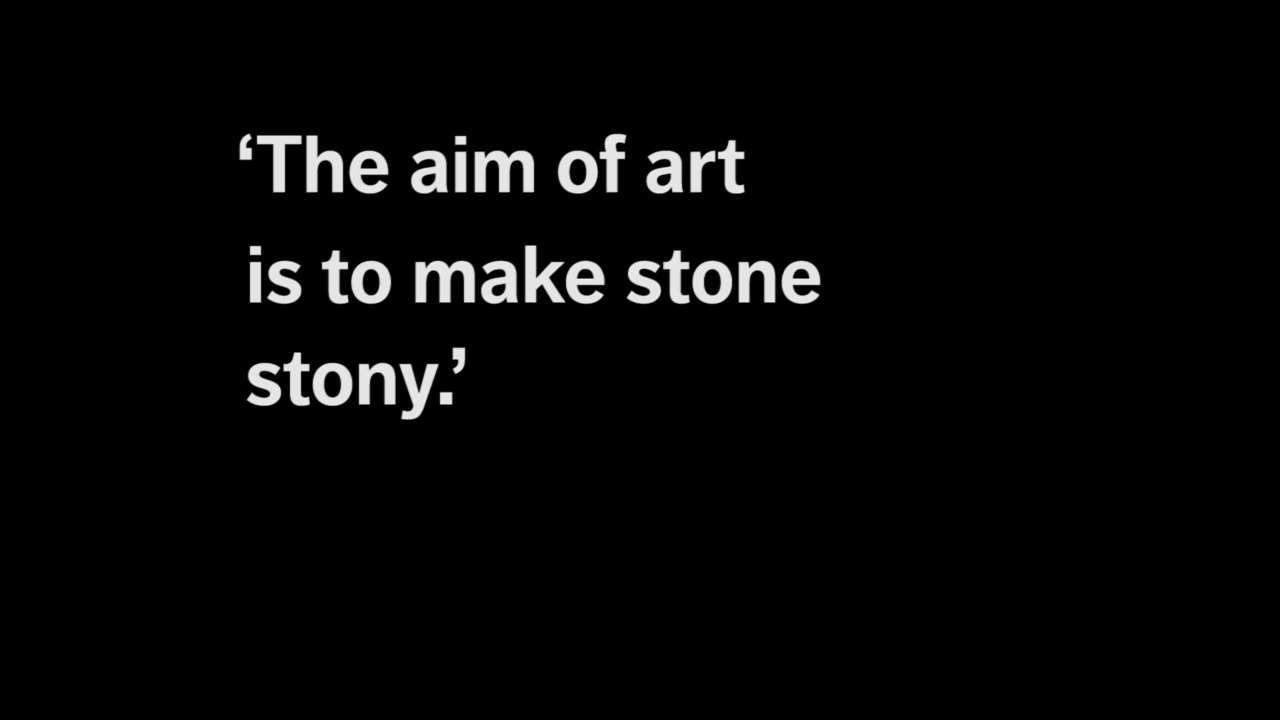 ‘The aim of art
is to make stone
stony.’